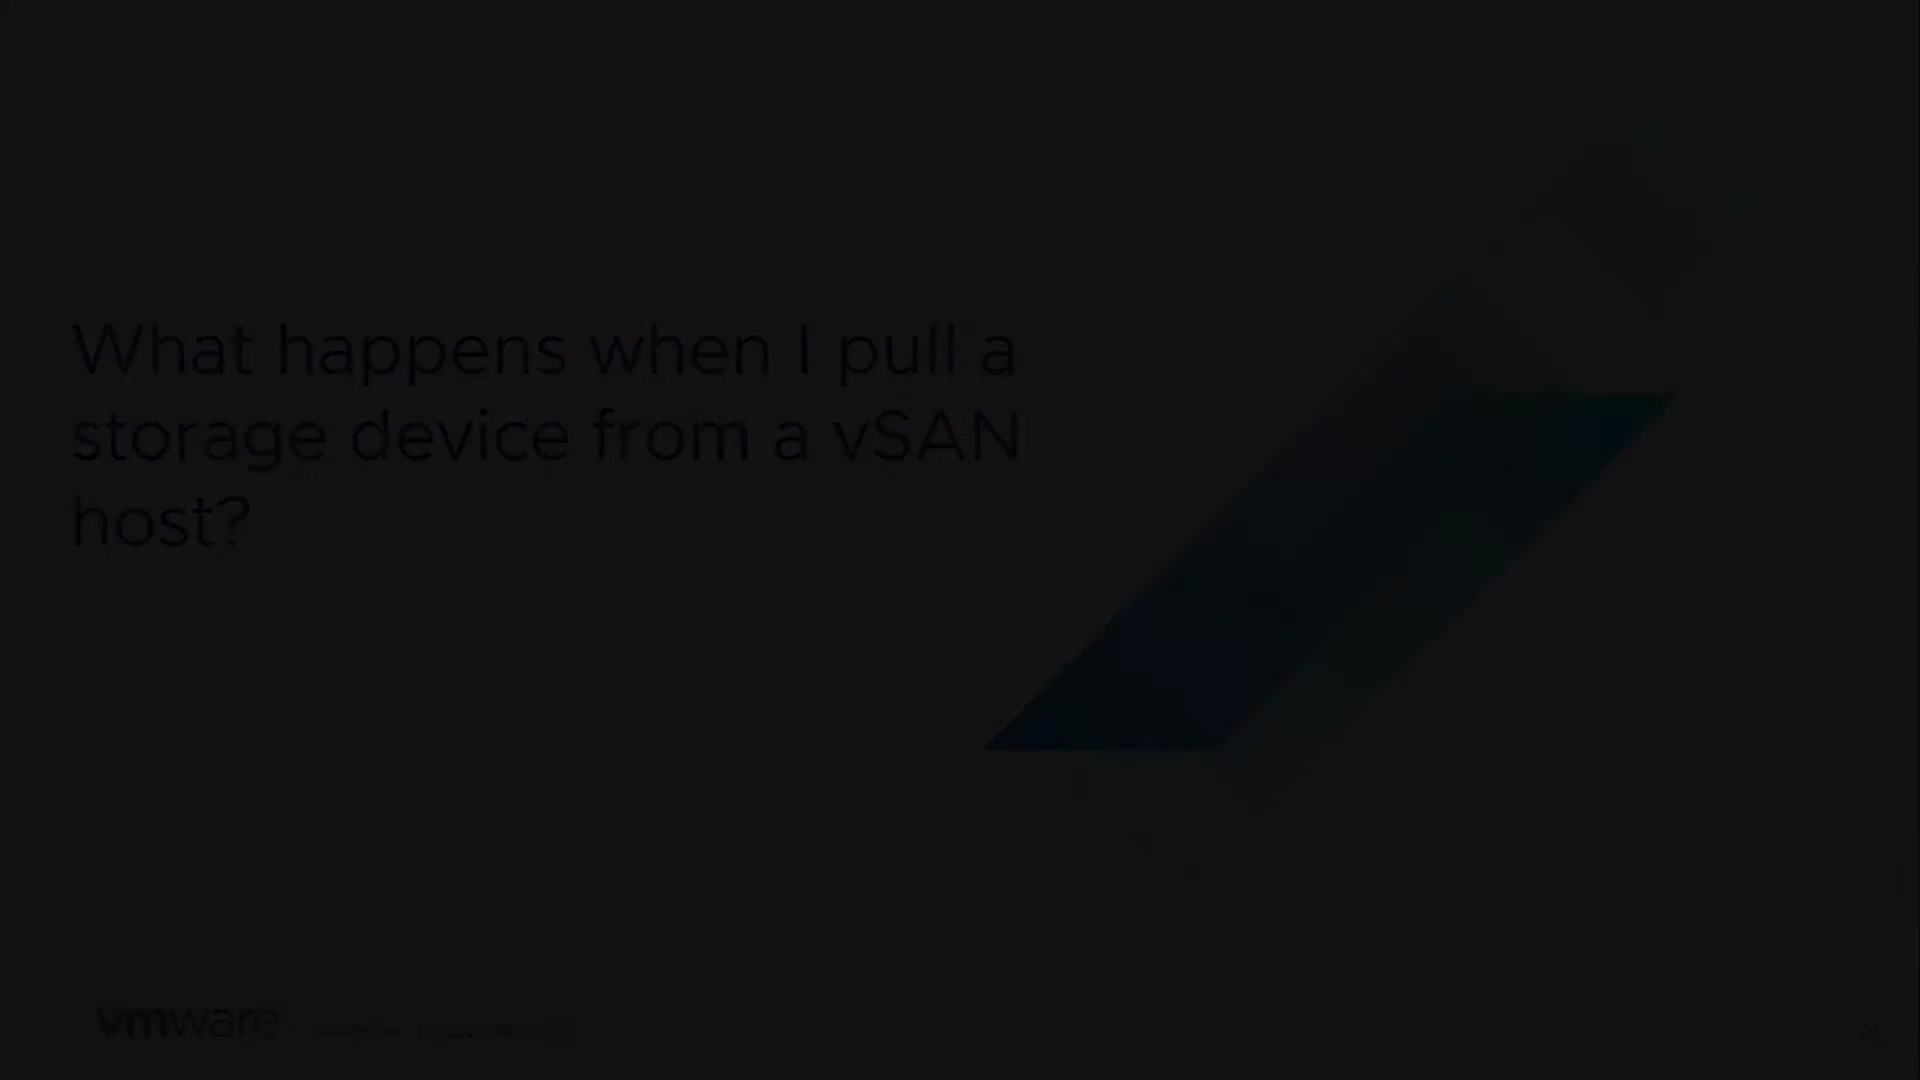 What happens when I pull a
storage device from a vSAN
host?
vmware